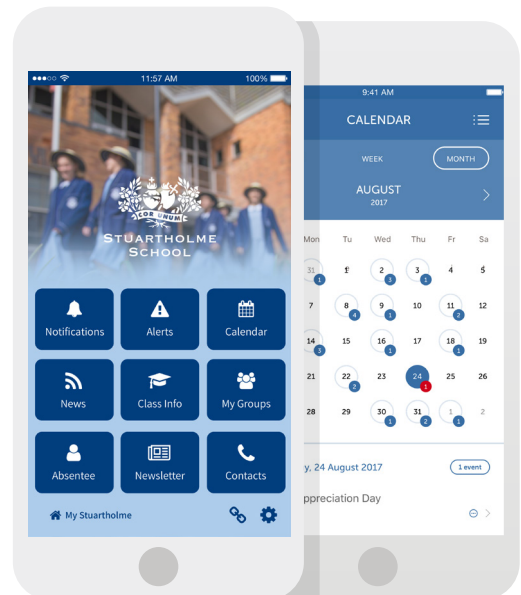 11:57 AM
100%
COR UNUM
STUARTHOLME
SCHOOL
Notifications
Alerts
Calendar
News
Class Info
My Groups
Absentee
Newsletter
Contacts
My Stuartholme
9:41 AM
CALENDAR
WEEK
MONTH
AUGUST
2017
Mon Tu Wed Thu Fr Sa
31 1 1 2 3 3 1 4 5
7 8 4 9 1 10 11 2 12
14 3 15 16 1 17 18 1 19
21 22 2 23 24 1 25 26
28 29 30 1 31 2 1 1 2
y, 24 August 2017
1 event
ppreciation Day